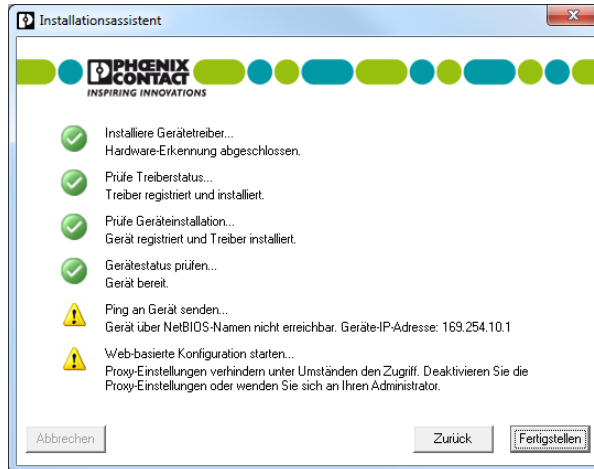 Installationsassistent
PHŒNIX
CONTACT
INSPIRING INNOVATIONS
Installiere Gerätetreiber...
Hardware-Erkennung abgeschlossen.
Prüfe Treiberstatus...
Treiber registriert und installiert.
Prüfe Geräteinstallation...
Gerät registriert und Treiber installiert.
Gerätestatus prüfen...
Gerät bereit.
Ping an Gerät senden...
Gerät über NetBIOS-Namen nicht erreichbar. Geräte-IP-Adresse: 169.254.10.1
Web-basierte Konfiguration starten...
Proxy-Einstellungen verhindern unter Umständen den Zugriff. Deaktivieren Sie die
Proxy-Einstellungen oder wenden Sie sich an Ihren Administrator.
Abbrechen
Zurück
Fertigstellen